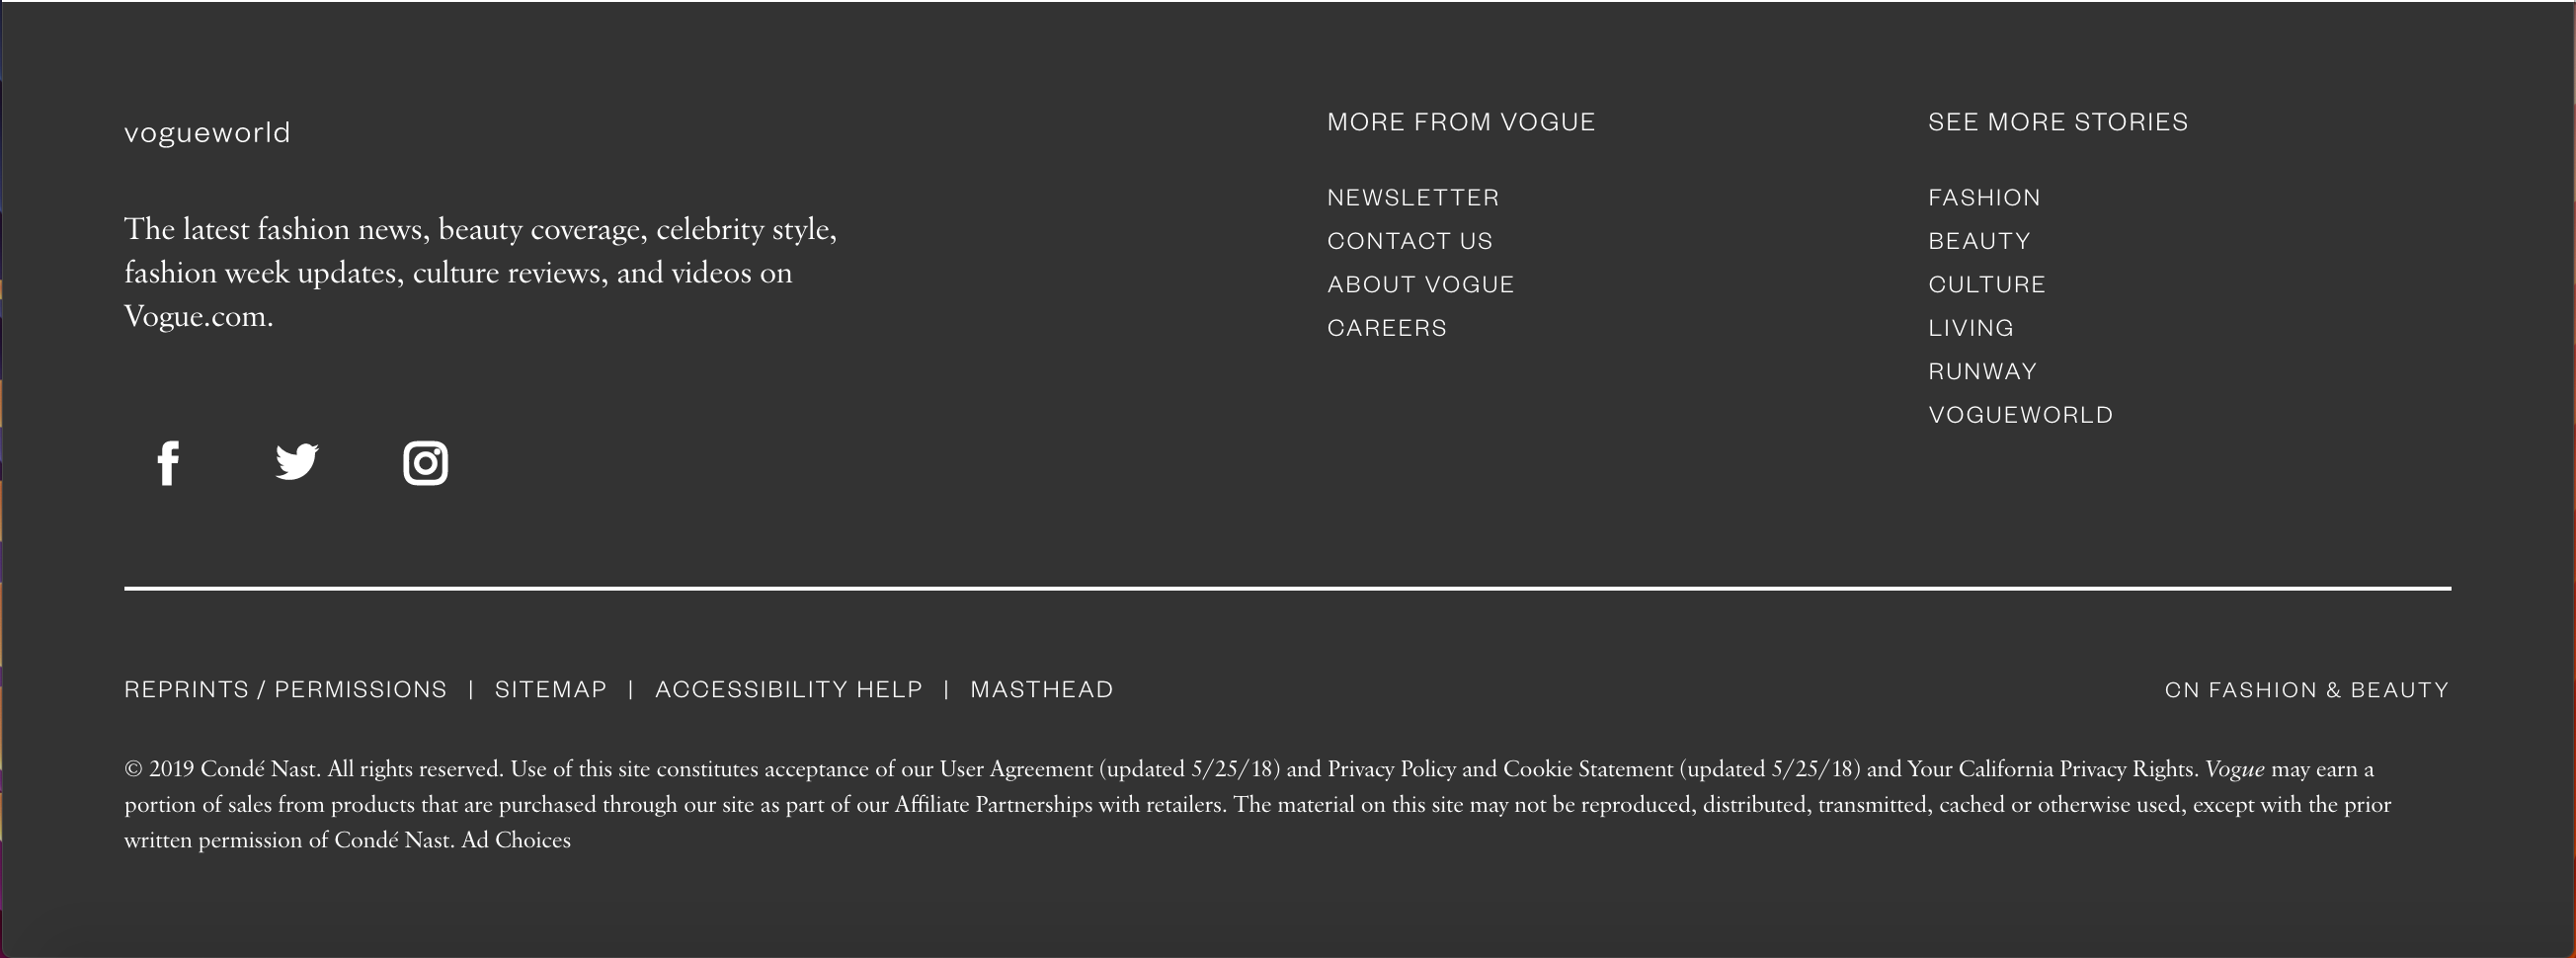 vogueworld
The latest fashion news, beauty coverage, celebrity style,
fashion week updates, culture reviews, and videos on
Vogue.com.
MORE FROM VOGUE
NEWSLETTER
CONTACT US
ABOUT VOGUE
CAREERS
SEE MORE STORIES
FASHION
BEAUTY
CULTURE
LIVING
RUNWAY
VOGUEWORLD
REPRINTS / PERMISSIONS | SITEMAP | ACCESSIBILITY HELP | MASTHEAD
CN FASHION & BEAUTY
© 2019 Condé Nast. All rights reserved. Use of this site constitutes acceptance of our User Agreement (updated 5/25/18) and Privacy Policy and Cookie Statement (updated 5/25/18) and Your California Privacy Rights. Vogue may earn a
portion of sales from products that are purchased through our site as part of our Affiliate Partnerships with retailers. The material on this site may not be reproduced, distributed, transmitted, cached or otherwise used, except with the prior
written permission of Condé Nast. Ad Choices